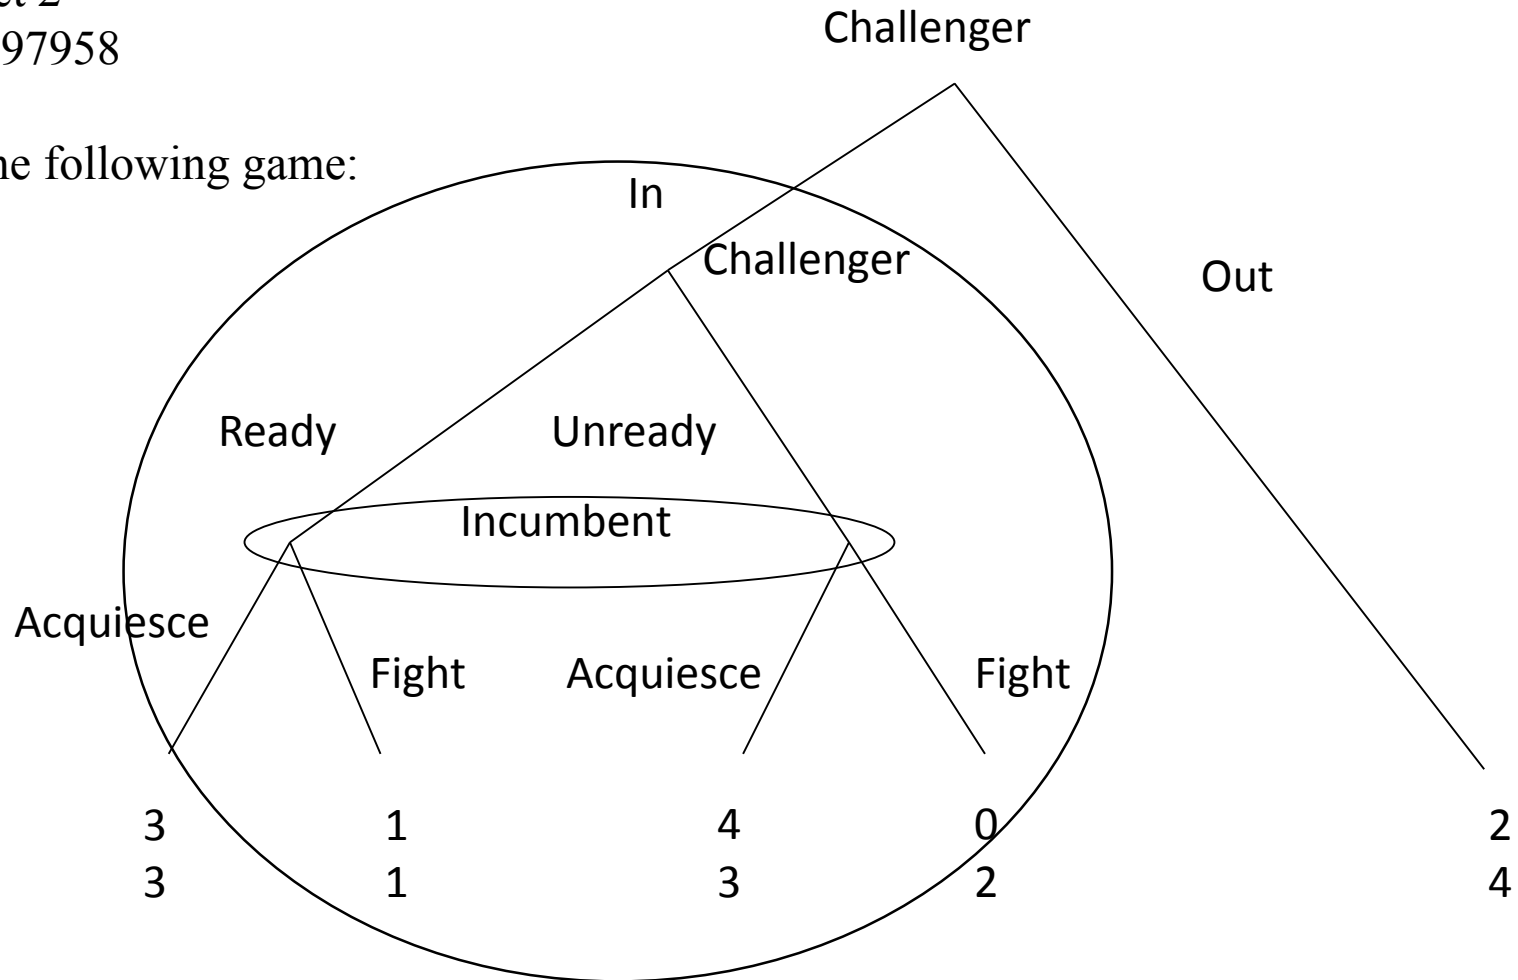 97958
Challenger
following game:
In
Challenger
Out
Ready Unready
Incumbent
Acquiesce
Fight Acquiesce Fight
3 1 4 0 2
3 1 3 2 4